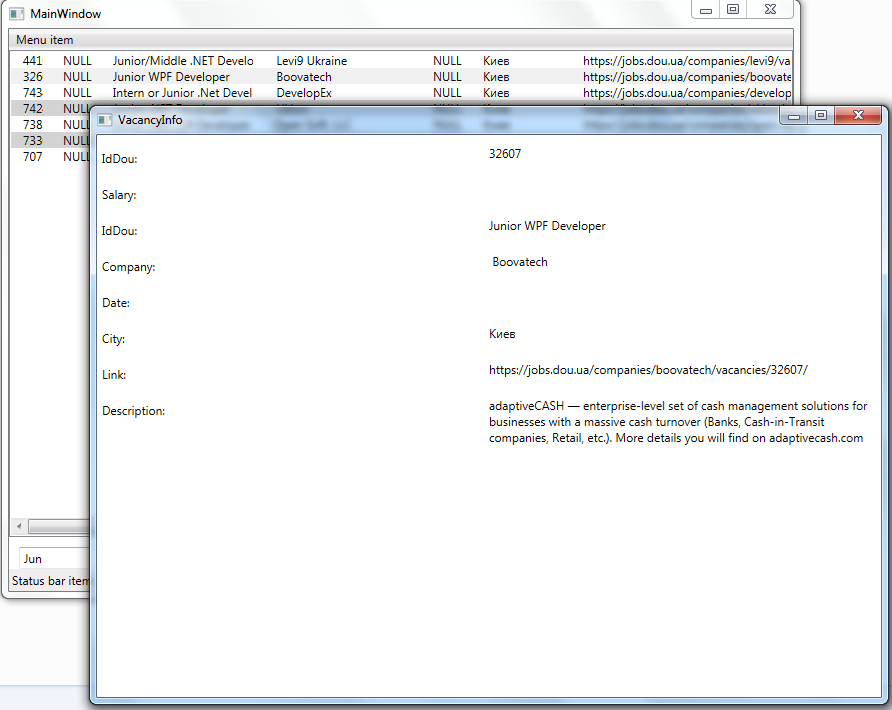 MainWindow
Menu item
4410 NULL Junior/Middle .NET Develo Levi9 Ukraine NULL Киев https://jobs.dou.ua/companies/levi9/va
326 NULL Junior WPF Developer Boovatech NULL Киев https://jobs.dou.ua/companies/boovate
743 NULL Intern or Junior .Net Devel DevelopEx NULL Киев https://jobs.dou.ua/companies/develop
742
738 NULL
733 NULL
707 NULL
VacancyInfo
IdDou: 32607
Salary:
IdDou: Junior WPF Developer
Company: Boovatech
Date:
City: Киев
Link: https://jobs.dou.ua/companies/boovatech/vacancies/32607/
Description: adaptiveCASH — enterprise-level set of cash management solutions for
businesses with a massive cash turnover (Banks, Cash-in-Transit
companies, Retail, etc.). More details you will find on adaptivecash.com
Jun
Status bar item